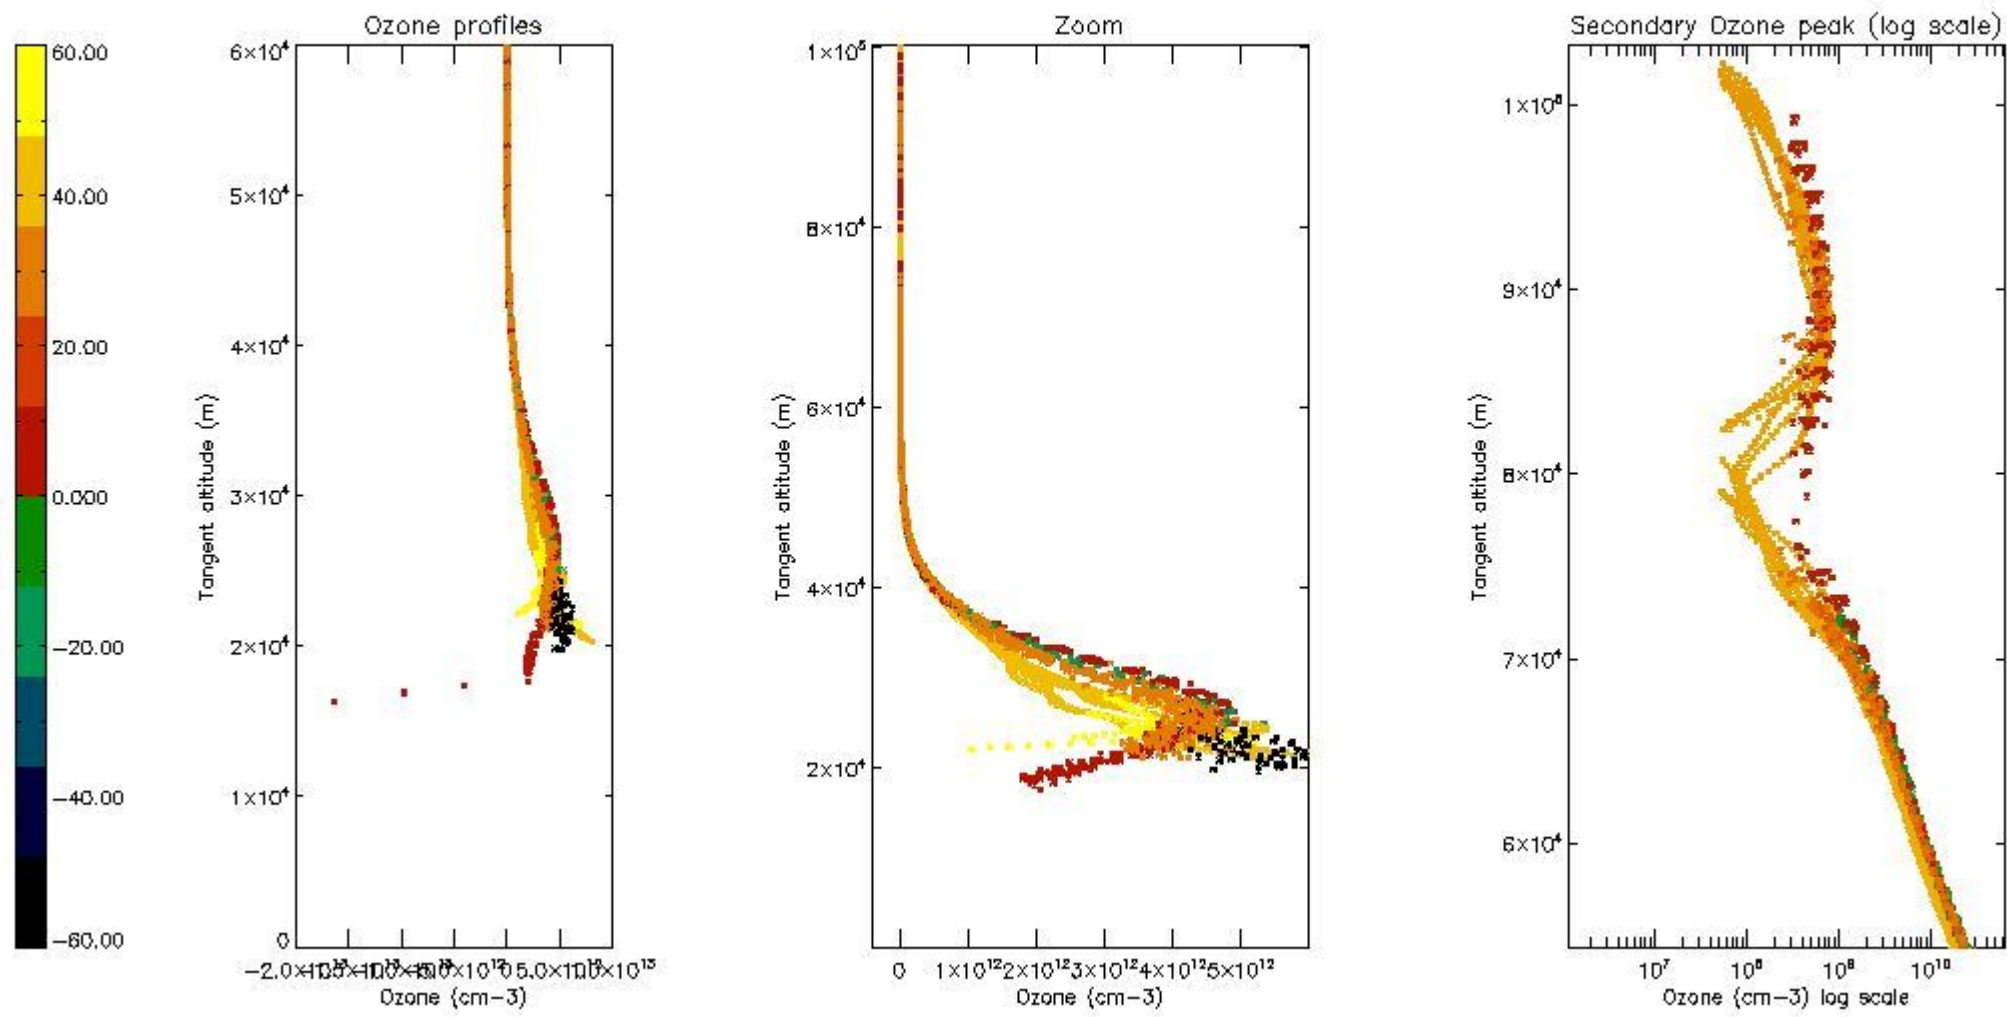 Ozone profiles
Zoom
Secondary Ozone peak (log scale)
60.00
40.00
20.00
0.000
−20.00
−40.00
−60.00
6×10⁴
5×10⁴
4×10⁴
3×10⁴
2×10⁴
1×10⁴
0
Tangent altitude (m)
5.0×10¹²
Ozone (cm−3)
1×10⁵
8×10⁴
6×10⁴
4×10⁴
2×10⁴
Tangent altitude (m)
0 1×10¹² 2×10¹² 3×10¹² 4×10¹² 5×10¹²
Ozone (cm−3)
1×10⁵
9×10⁴
8×10⁴
7×10⁴
6×10⁴
Tangent altitude (m)
10⁷ 10⁸ 10⁹ 10¹⁰
Ozone (cm−3) log scale